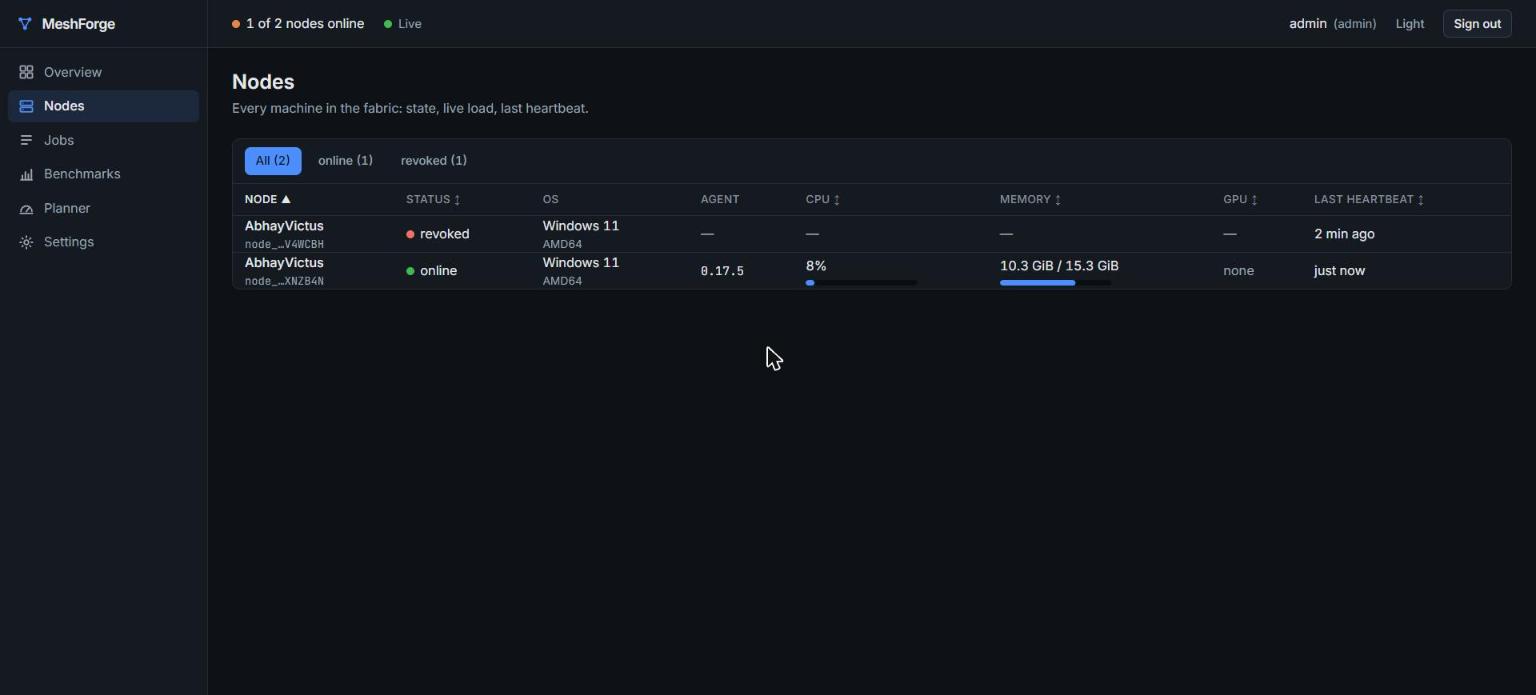 MeshForge
1 of 2 nodes online
Live
admin (admin)
Light
Sign out
Overview
Nodes
Jobs
Benchmarks
Planner
Settings
Nodes
Every machine in the fabric: state, live load, last heartbeat.
All (2)
online (1)
revoked (1)
NODE ▲ STATUS ↕ OS AGENT CPU ↕ MEMORY ↕ GPU ↕ LAST HEARTBEAT ↕
AbhayVictus
node_…V4WCBH
revoked
Windows 11
AMD64
— — — —
2 min ago
AbhayVictus
node_…XNZB4N
online
Windows 11
AMD64
0.17.5
8%
10.3 GiB / 15.3 GiB
none
just now